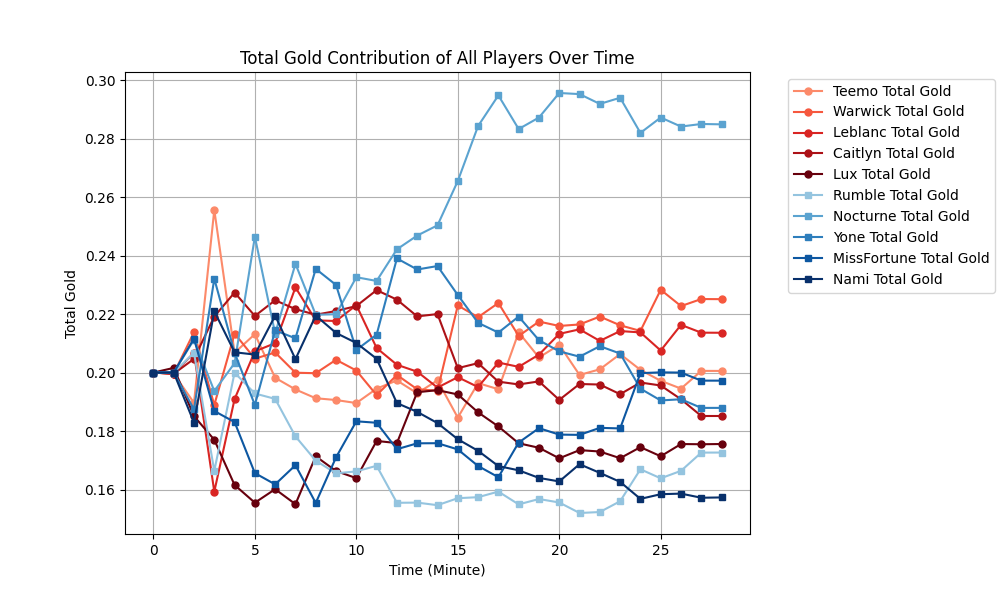 Total Gold Contribution of All Players Over Time
0.30
0.28
0.26
0.24
0.22
0.20
0.18
0.16
Total Gold
0
5
10
15
20
25
Time (Minute)
Teemo Total Gold
Warwick Total Gold
Leblanc Total Gold
Caitlyn Total Gold
Lux Total Gold
Rumble Total Gold
Nocturne Total Gold
Yone Total Gold
MissFortune Total Gold
Nami Total Gold